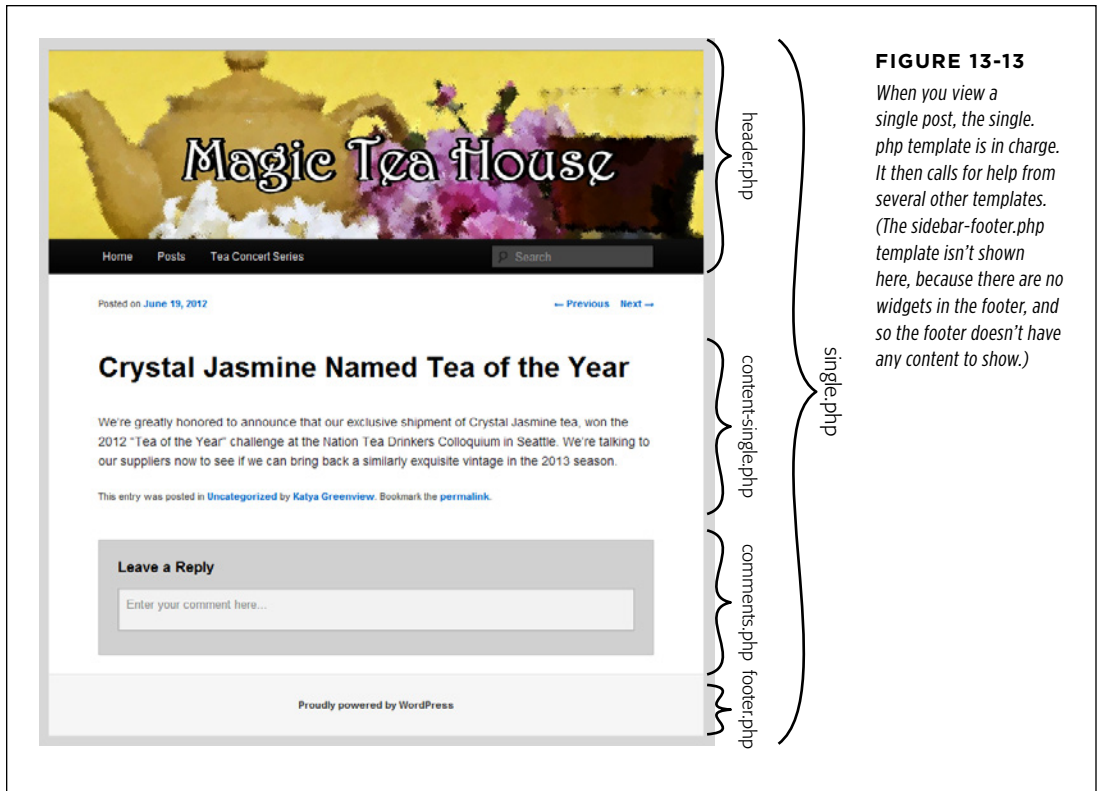 Magic Tea House
Home Posts Tea Concert Series Search
Posted on June 19, 2012 ← Previous Next →
Crystal Jasmine Named Tea of the Year
We're greatly honored to announce that our exclusive shipment of Crystal Jasmine tea, won the
2012 "Tea of the Year" challenge at the Nation Tea Drinkers Colloquium in Seattle. We're talking to
our suppliers now to see if we can bring back a similarly exquisite vintage in the 2013 season.
This entry was posted in Uncategorized by Katya Greenview. Bookmark the permalink.
Leave a Reply
Enter your comment here...
Proudly powered by WordPress
header.php
content-single.php
comments.php
footer.php
single.php
FIGURE 13-13
When you view a
single post, the single.
php template is in charge.
It then calls for help from
several other templates.
(The sidebar-footer.php
template isn't shown
here, because there are no
widgets in the footer, and
so the footer doesn't have
any content to show.)